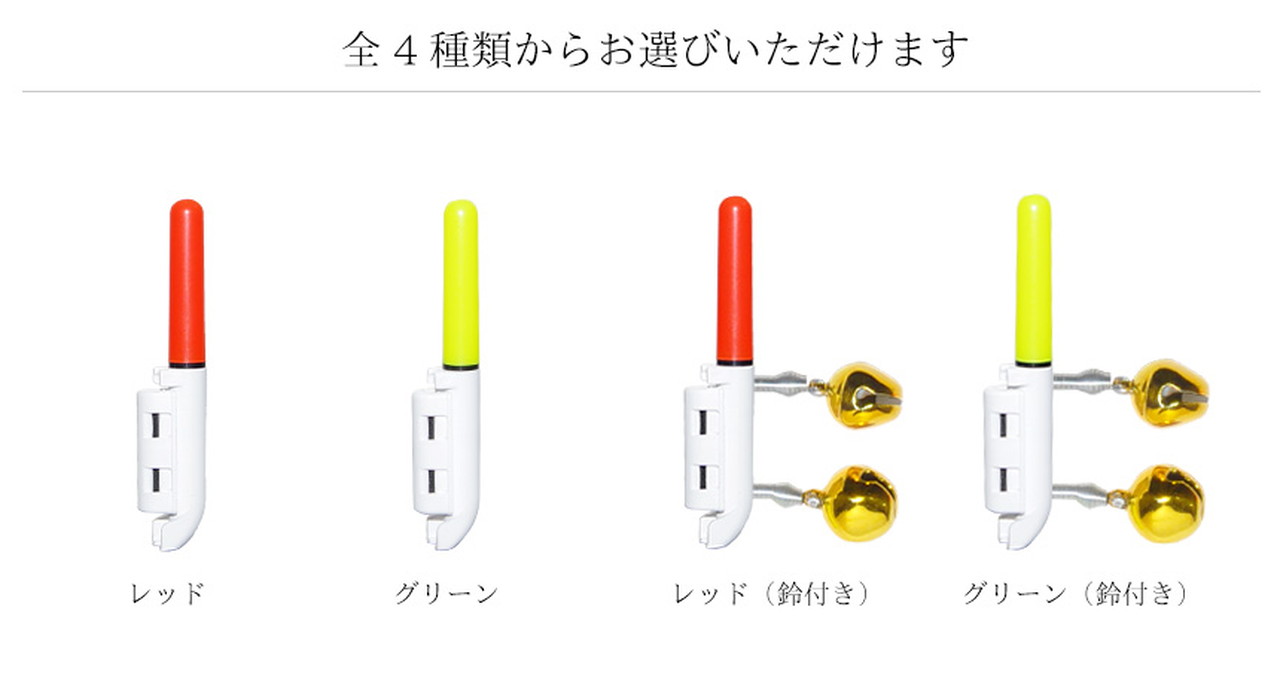 全4種類からお選びいただけます
レッド
グリーン
レッド（鈴付き）
グリーン（鈴付き）